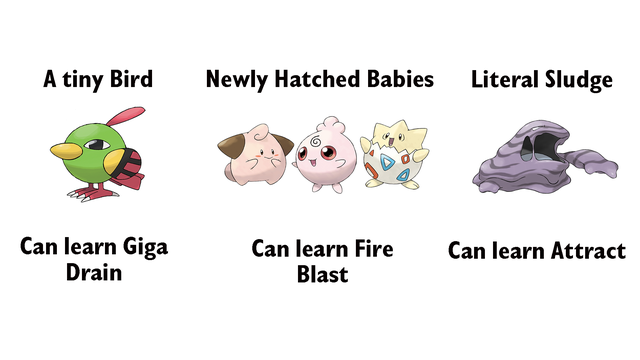 A tiny Bird
Newly Hatched Babies
Literal Sludge
Can learn Giga
Drain
Can learn Fire
Blast
Can learn Attract